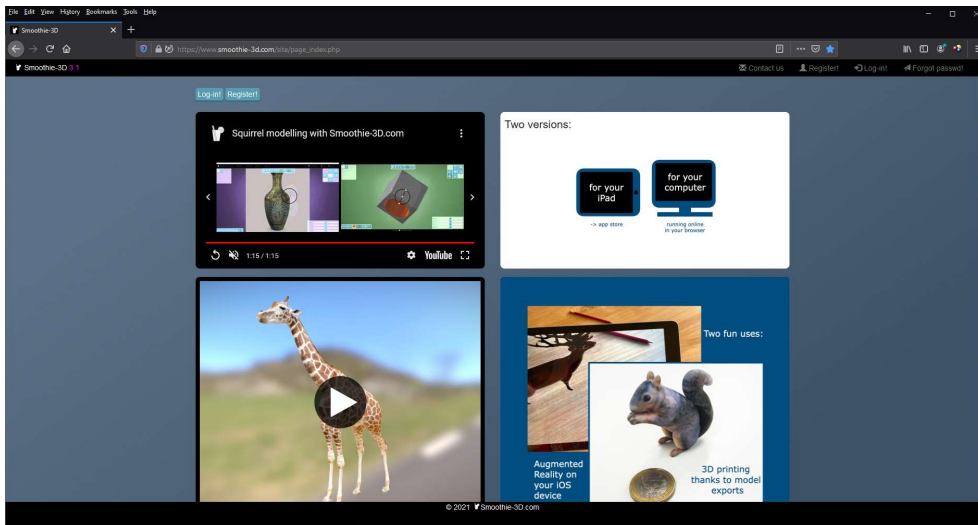 File Edit View History Bookmarks Tools Help
Smoothie-3D
https://www.smoothie-3d.com/site/page_index.php
Smoothie-3D 3.1
Contact us Register! Log-in! Forgot passwd!
Log-in! Register!
Squirrel modelling with Smoothie-3D.com
1:15 / 1:15
YouTube
Two versions:
for your
iPad
-> app store
for your
computer
running online
in your browser
Two fun uses:
Augmented
Reality on
your iOS
device
3D printing
thanks to model
exports
© 2021 Smoothie-3D.com